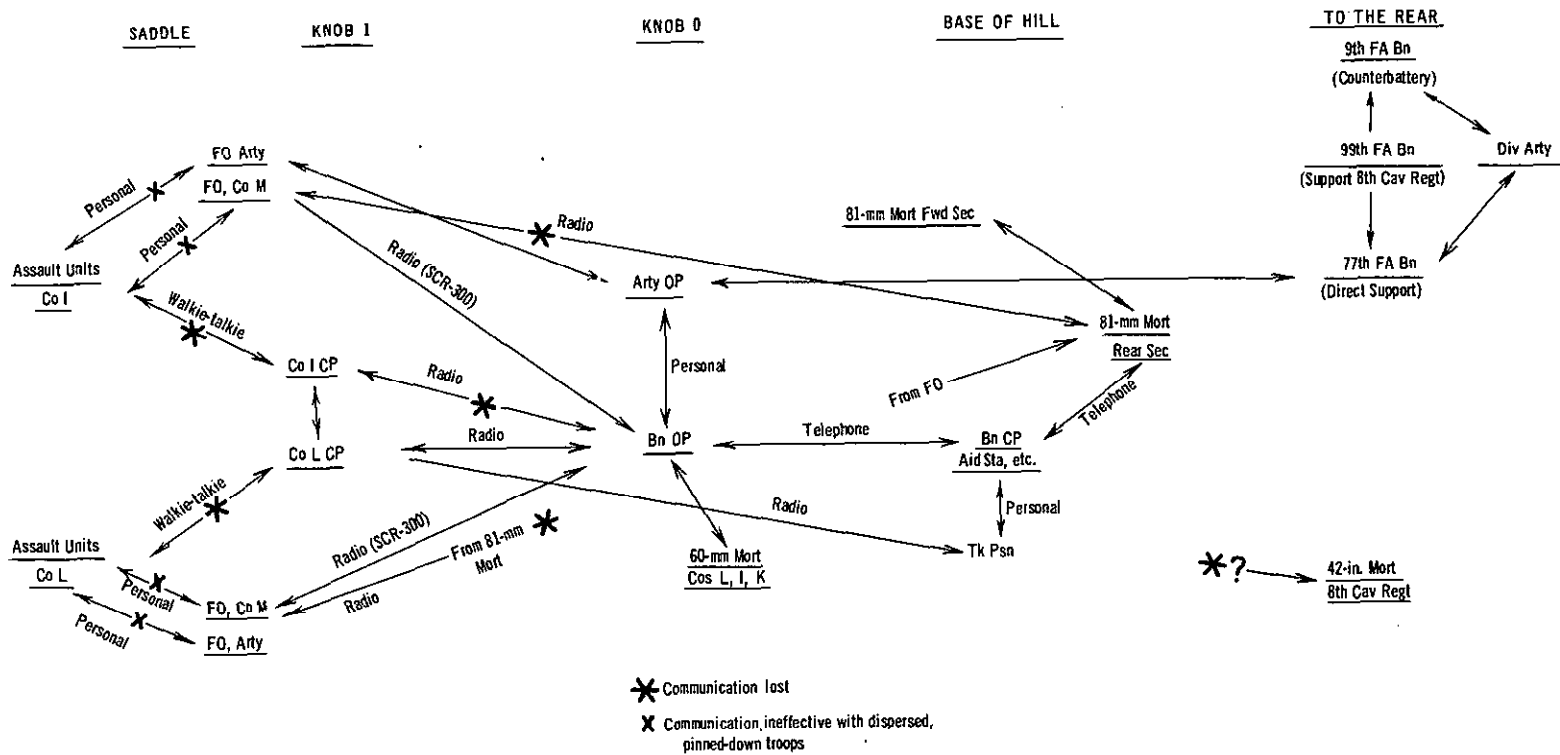 SADDLE
KNOB 1
KNOB 0
BASE OF HILL
TO THE REAR
9th FA Bn
(Counterbattery)
99th FA Bn
(Support 8th Cav Regt)
Div Arty
77th FA Bn
(Direct Support)
FO Arty
FO, Co M
Personal
Personal
Assault Units
Co I
Walkie-talkie
Radio
Radio (SCR-300)
Arty OP
81-mm Mort Fwd Sec
81-mm Mort
Rear Sec
Co I CP
Radio
Personal
From FO
Telephone
Co L CP
Radio
Bn OP
Telephone
Bn CP
Aid Sta, etc.
Walkie-talkie
Radio
Personal
Tk Psn
Assault Units
Co L
Personal
Personal
FO, Co M
FO, Arty
Radio (SCR-300)
From 81-mm
Mort
Radio
60-mm Mort
Cos L, I, K
?
42-in. Mort
8th Cav Regt
Communication lost
Communication ineffective with dispersed,
pinned-down troops